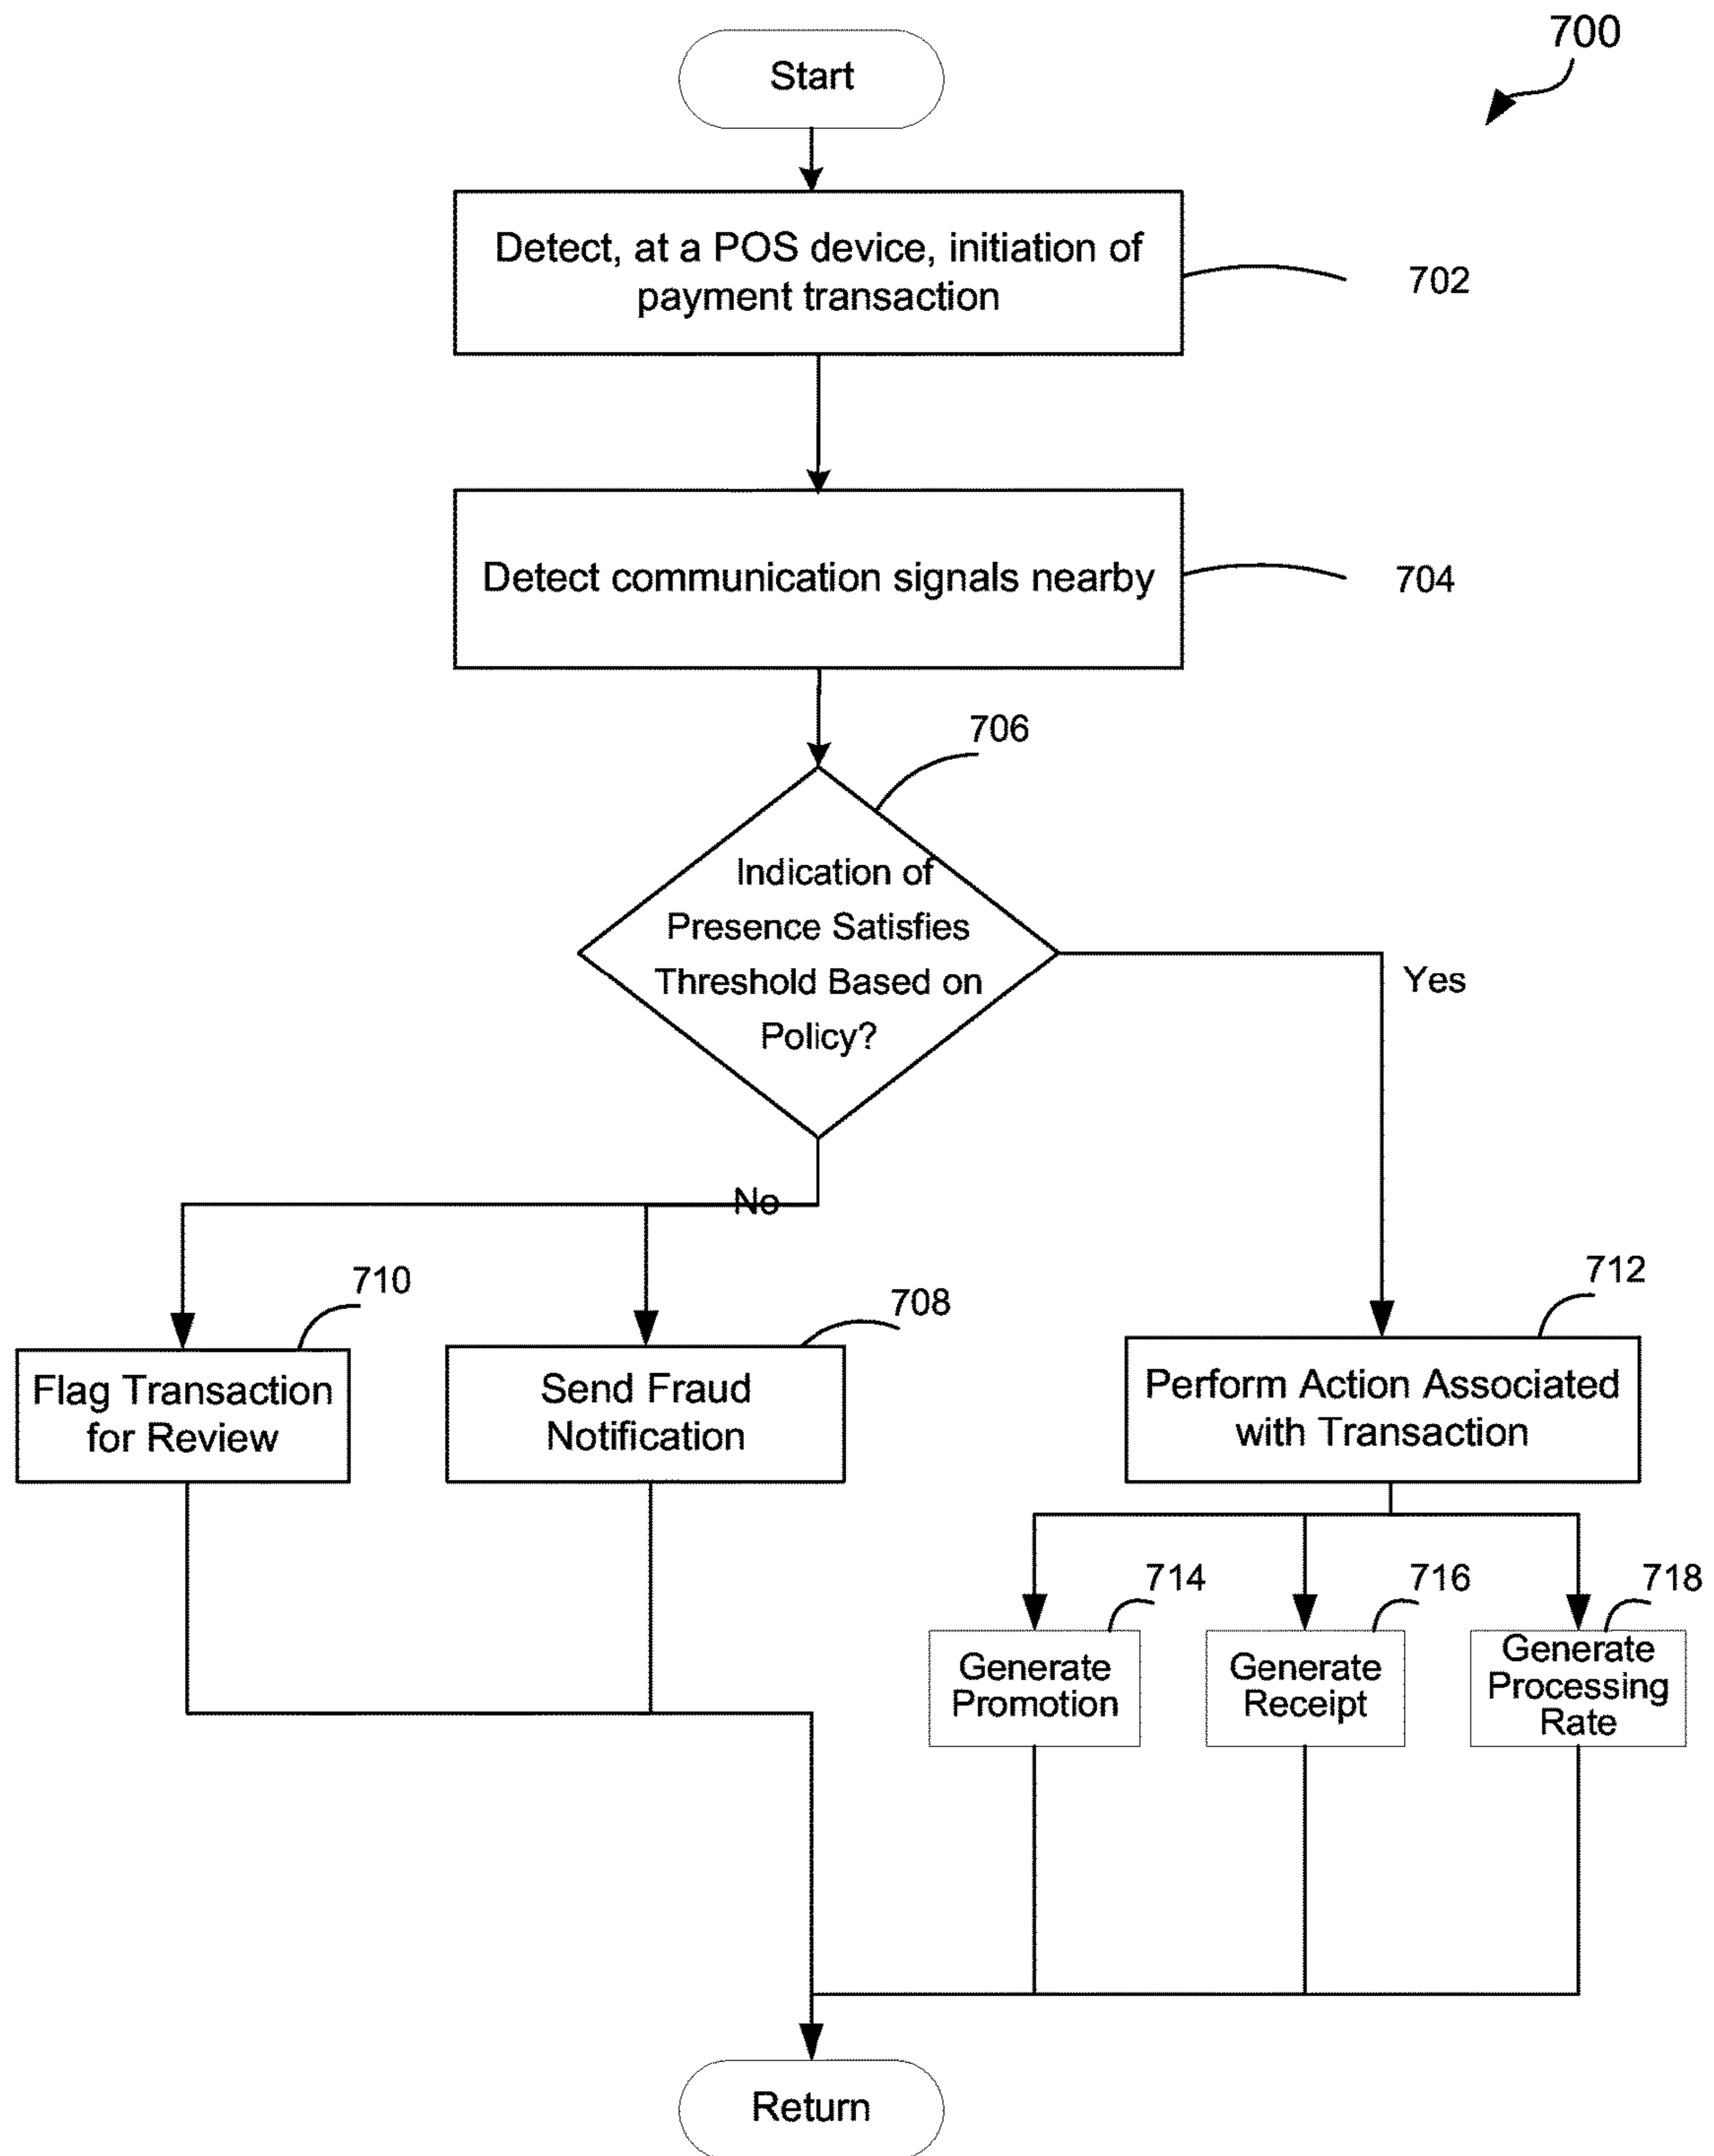 700
Start
Detect, at a POS device, initiation of
payment transaction
702
Detect communication signals nearby
704
706
Indication of
Presence Satisfies
Threshold Based on
Policy?
Yes
No
710
708
712
Flag Transaction
for Review
Send Fraud
Notification
Perform Action Associated
with Transaction
714
716
718
Generate
Promotion
Generate
Receipt
Generate
Processing
Rate
Return